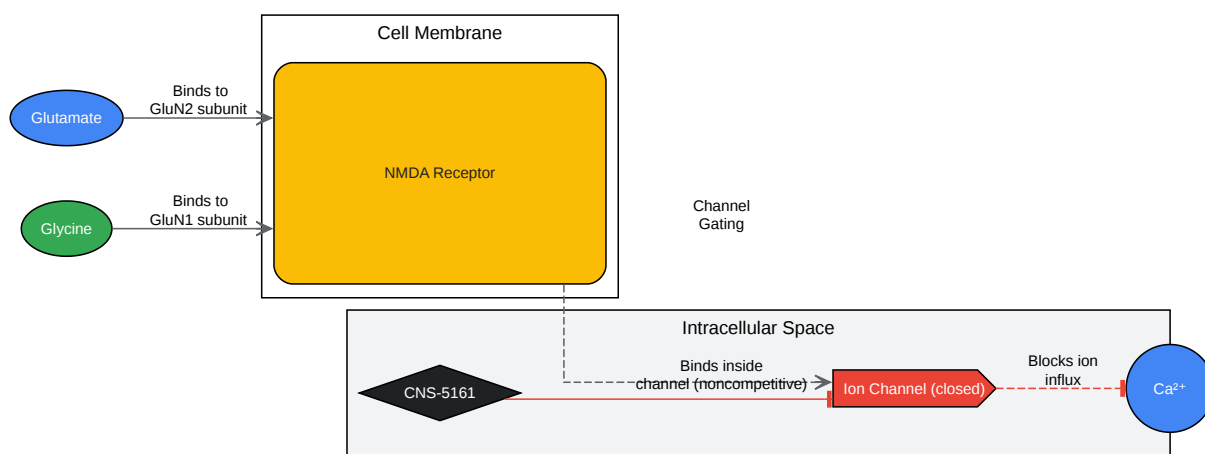 Cell Membrane
Binds to
GluN2 subunit
Glutamate
NMDA Receptor
Binds to
GluN1 subunit
Glycine
Channel
Gating
Intracellular Space
Binds inside
channel (noncompetitive)
CNS-5161
Ion Channel (closed)
Blocks ion
influx
Ca²⁺